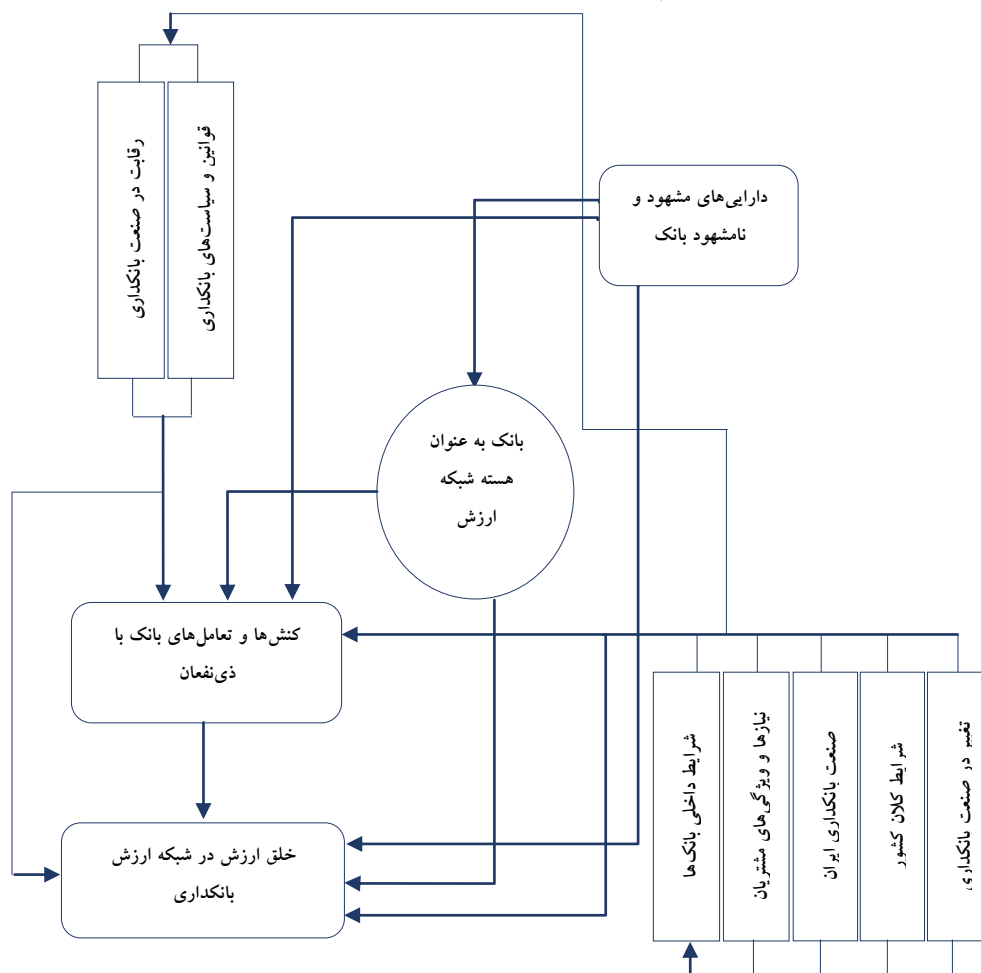 رقابت در صنعت بانکداری
قوانین و سیاست‌های بانکداری
دارایی‌های مشهود و
نامشهود بانک
بانک به عنوان
هسته شبکه
ارزش
کنش‌ها و تعامل‌های بانک با
ذی‌نفعان
خلق ارزش در شبکه ارزش
بانکداری
شرایط داخلی بانک‌ها
نیازها و ویژگی‌های مشتریان
صنعت بانکداری ایران
شرایط کلان کشور
تغییر در صنعت بانکداری